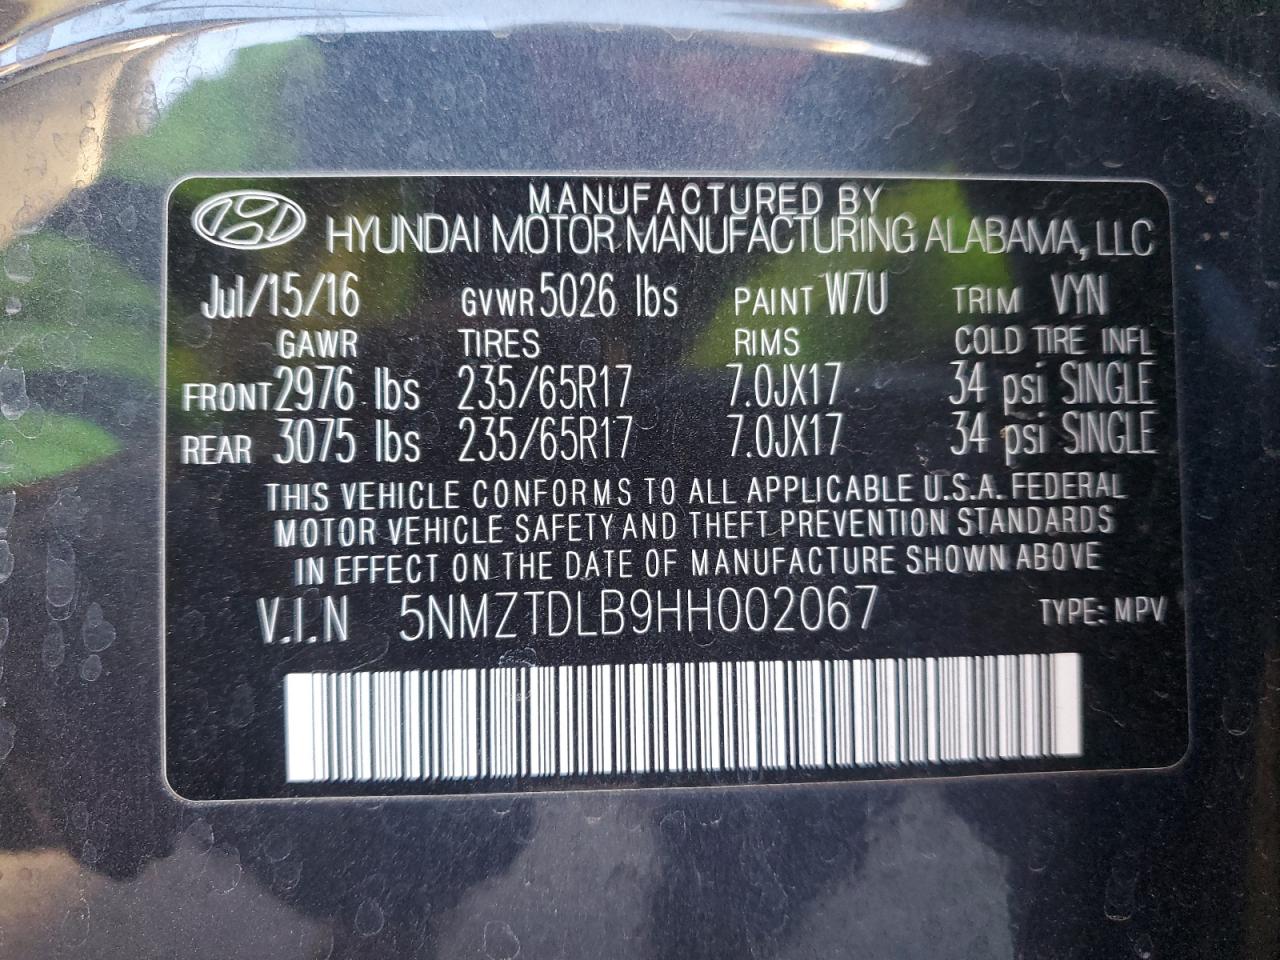 MANUFACTURED BY
HYUNDAI MOTOR MANUFACTURING ALABAMA, LLC
Jul/15/16 GVWR 5026 lbs PAINT W7U TRIM VYN
GAWR TIRES RIMS COLD TIRE INFL
FRONT 2976 lbs 235/65R17 7.0JX17 34 psi SINGLE
REAR 3075 lbs 235/65R17 7.0JX17 34 psi SINGLE
THIS VEHICLE CONFORMS TO ALL APPLICABLE U.S.A. FEDERAL
MOTOR VEHICLE SAFETY AND THEFT PREVENTION STANDARDS
IN EFFECT ON THE DATE OF MANUFACTURE SHOWN ABOVE
V.I.N 5NMZTDLB9HH002067 TYPE: MPV